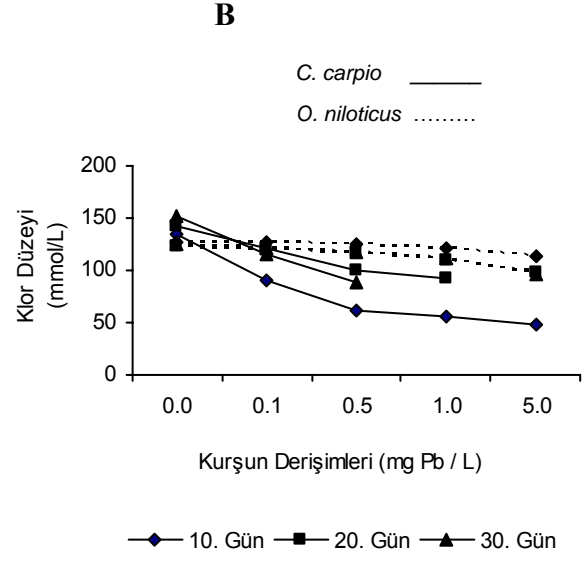 B
C. carpio ________
O. niloticus .........
200
150
100
50
0
Klor Düzeyi
(mmol/L)
0.0 0.1 0.5 1.0 5.0
Kurşun Derişimleri (mg Pb / L)
10. Gün 20. Gün 30. Gün